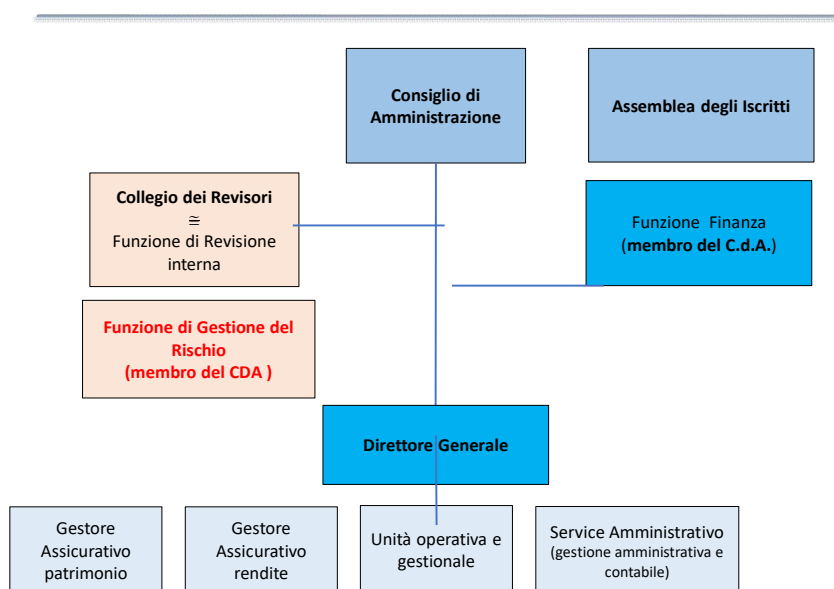 Consiglio di
Amministrazione
Assemblea degli Iscritti
Collegio dei Revisori
≅
Funzione di Revisione
interna
Funzione Finanza
(membro del C.d.A.)
Funzione di Gestione del
Rischio
(membro del CDA )
Direttore Generale
Gestore
Assicurativo
patrimonio
Gestore
Assicurativo
rendite
Unità operativa e
gestionale
Service Amministrativo
(gestione amministrativa e
contabile)